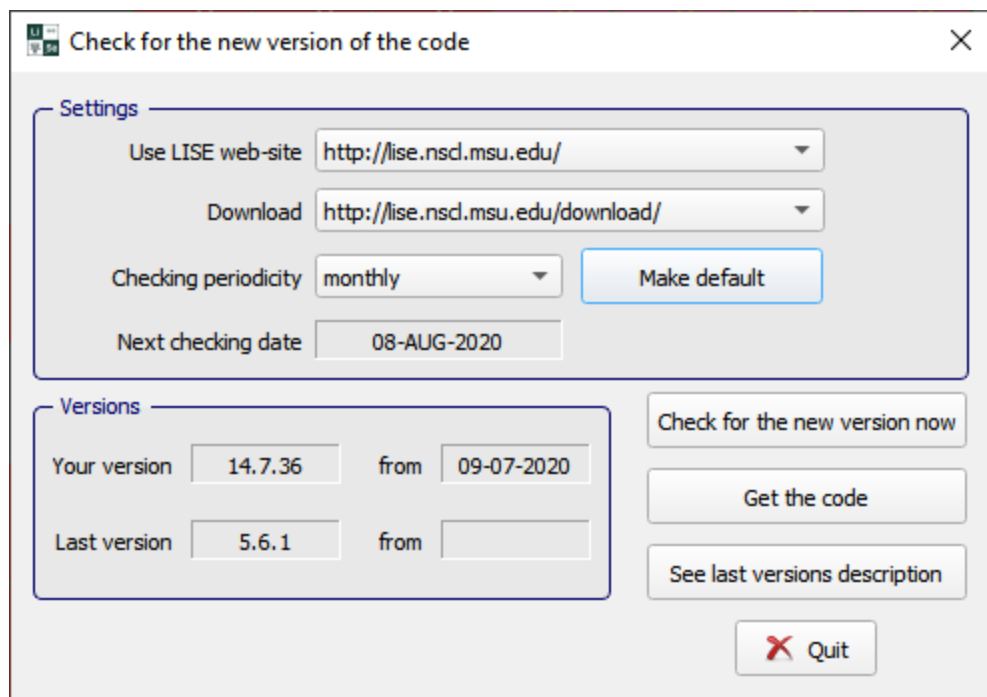 Check for the new version of the code
Settings
Use LISE web-site http://lise.nscl.msu.edu/
Download http://lise.nscl.msu.edu/download/
Checking periodicity monthly Make default
Next checking date 08-AUG-2020
Versions
Your version 14.7.36 from 09-07-2020
Last version 5.6.1 from
Check for the new version now
Get the code
See last versions description
Quit